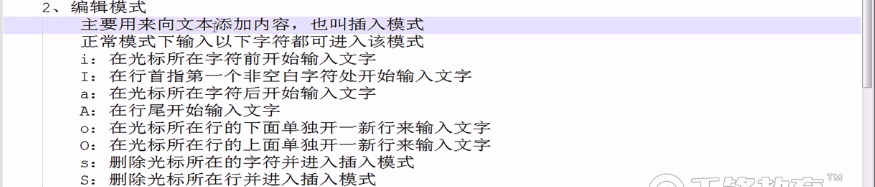 2、编辑模式
主要用来向文本添加内容，也叫插入模式
正常模式下输入以下字符都可进入该模式
i: 在光标所在字符前开始输入文字
I: 在行首指第一个非空白字符处开始输入文字
a: 在光标所在字符后开始输入文字
A: 在行尾开始输入文字
o: 在光标所在行的下面单独开一新行来输入文字
O: 在光标所在行的上面单独开一新行来输入文字
s: 删除光标所在的字符并进入插入模式
S: 删除光标所在行并进入插入模式
TM